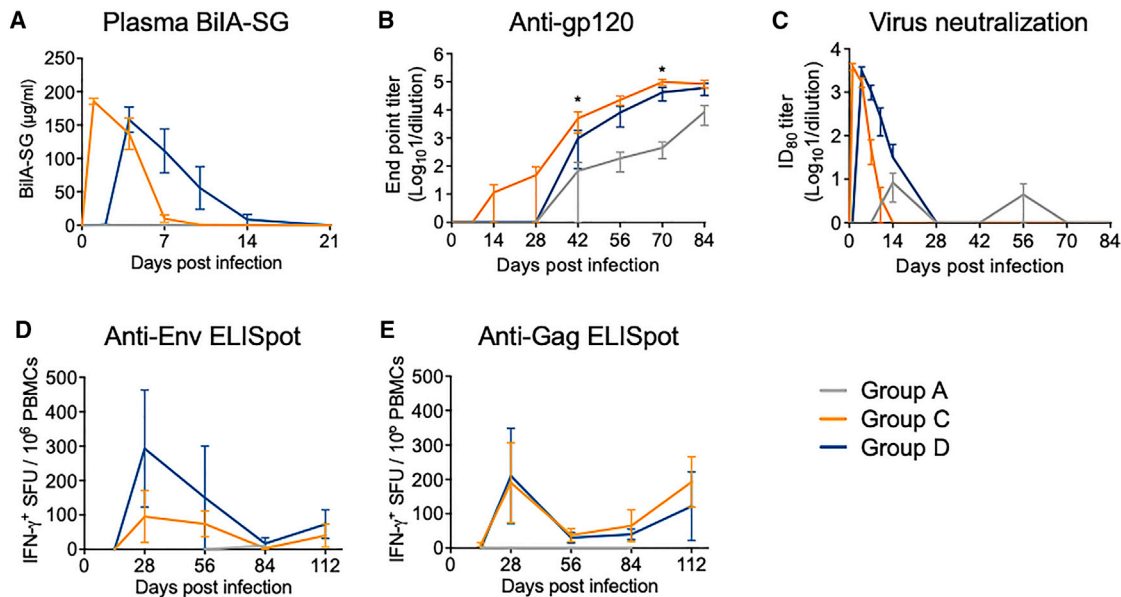 A Plasma BiIA-SG
BiIA-SG (µg/ml)
250
200
150
100
50
0
0 7 14 21
Days post infection
B Anti-gp120
End point titer
(Log10 1/dilution)
6
5
4
3
2
1
0
* *
0 14 28 42 56 70 84
Days post infection
C Virus neutralization
ID80 titer
(Log10 1/dilution)
4
3
2
1
0
0 14 28 42 56 70 84
Days post infection
D Anti-Env ELISpot
IFN-γ+ SFU / 10⁶ PBMCs
500
400
300
200
100
0
0 28 56 84 112
Days post infection
E Anti-Gag ELISpot
IFN-γ+ SFU / 10⁶ PBMCs
500
400
300
200
100
0
0 28 56 84 112
Days post infection
Group A
Group C
Group D